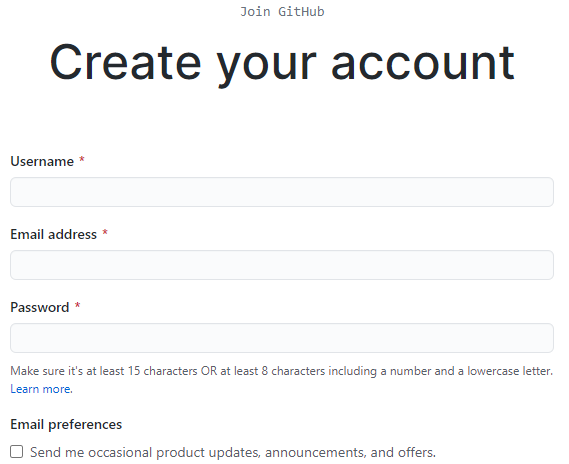 Join GitHub
Create your account
Username *
Email address *
Password *
Make sure it's at least 15 characters OR at least 8 characters including a number and a lowercase letter.
Learn more.
Email preferences
Send me occasional product updates, announcements, and offers.